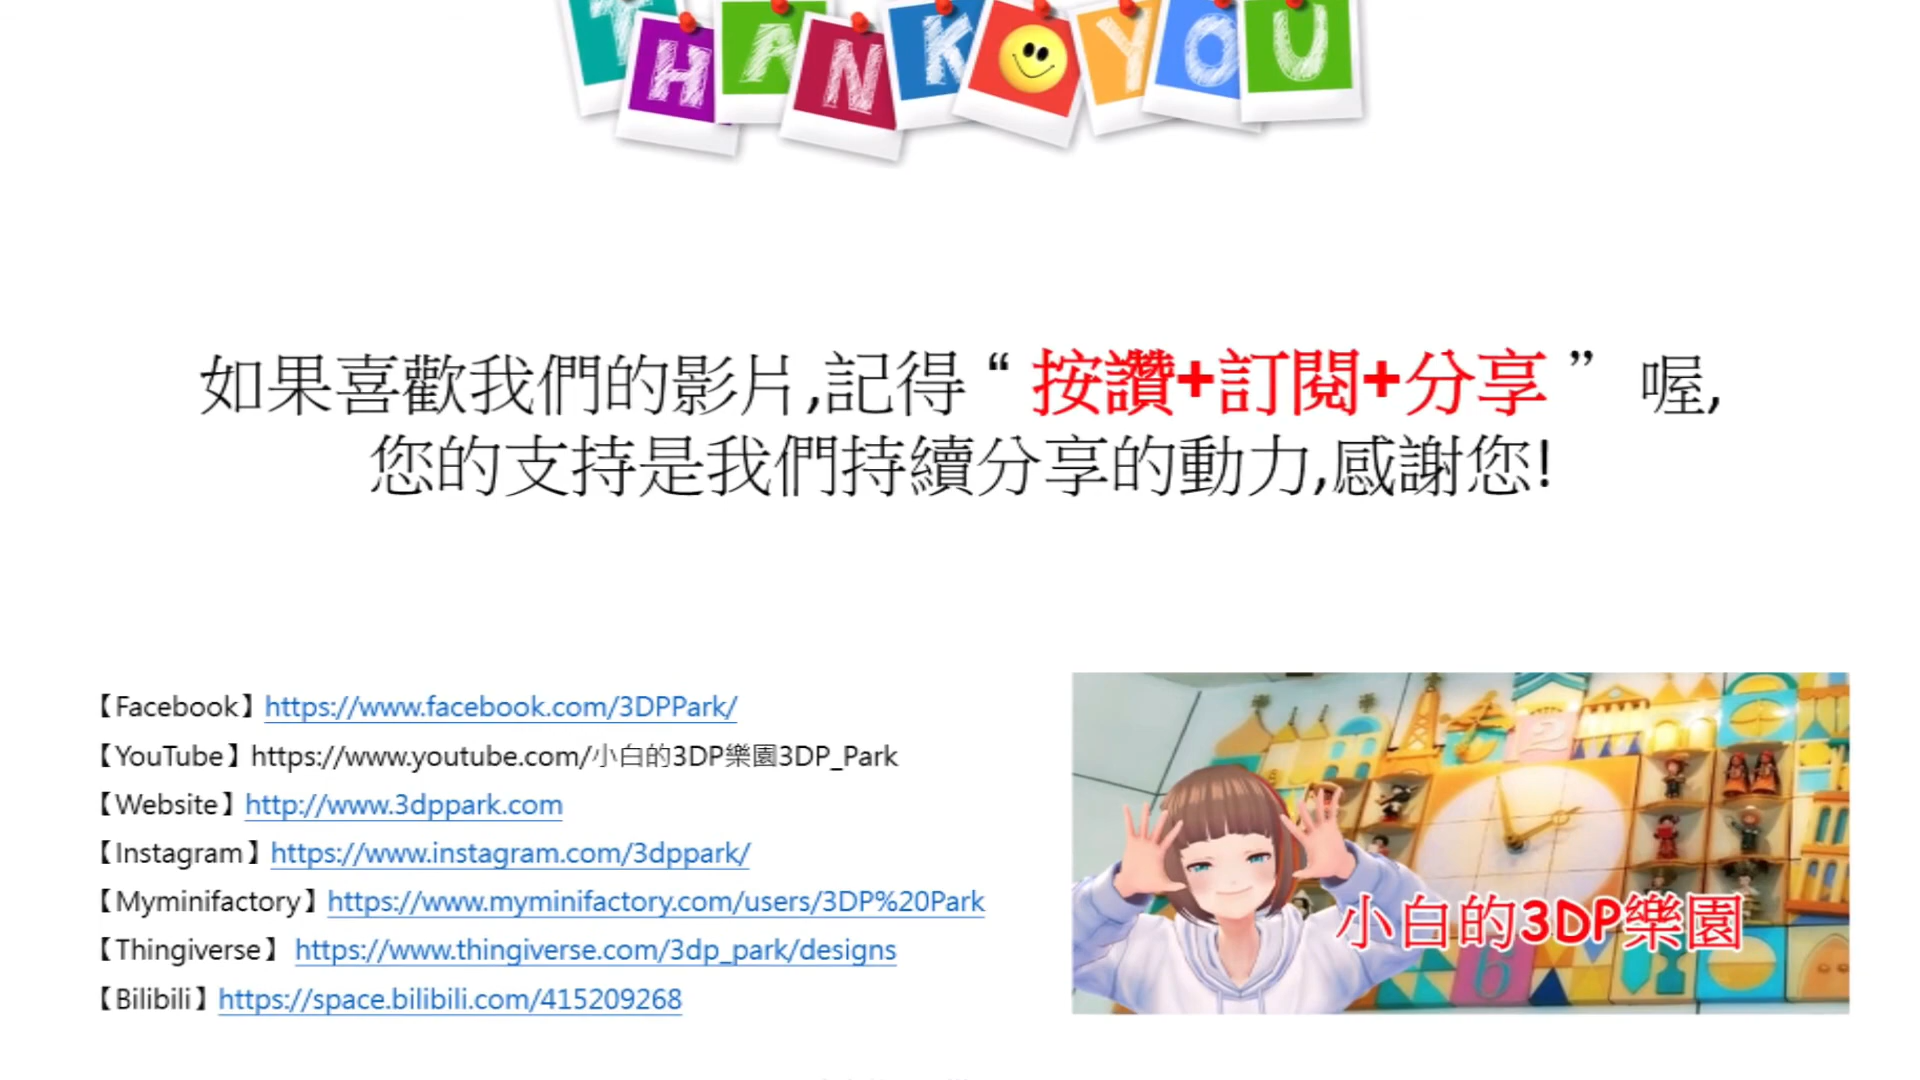 THANK YOU
如果喜歡我們的影片,記得“按讚+訂閱+分享” 喔,
您的支持是我們持續分享的動力,感謝您!
【Facebook】https://www.facebook.com/3DPPark/
【YouTube】https://www.youtube.com/小白的3DP樂園3DP_Park
【Website】http://www.3dppark.com
【Instagram】https://www.instagram.com/3dppark/
【Myminifactory】https://www.myminifactory.com/users/3DP%20Park
【Thingiverse】 https://www.thingiverse.com/3dp_park/designs
【Bilibili】https://space.bilibili.com/415209268
2
小白的3DP樂園
6